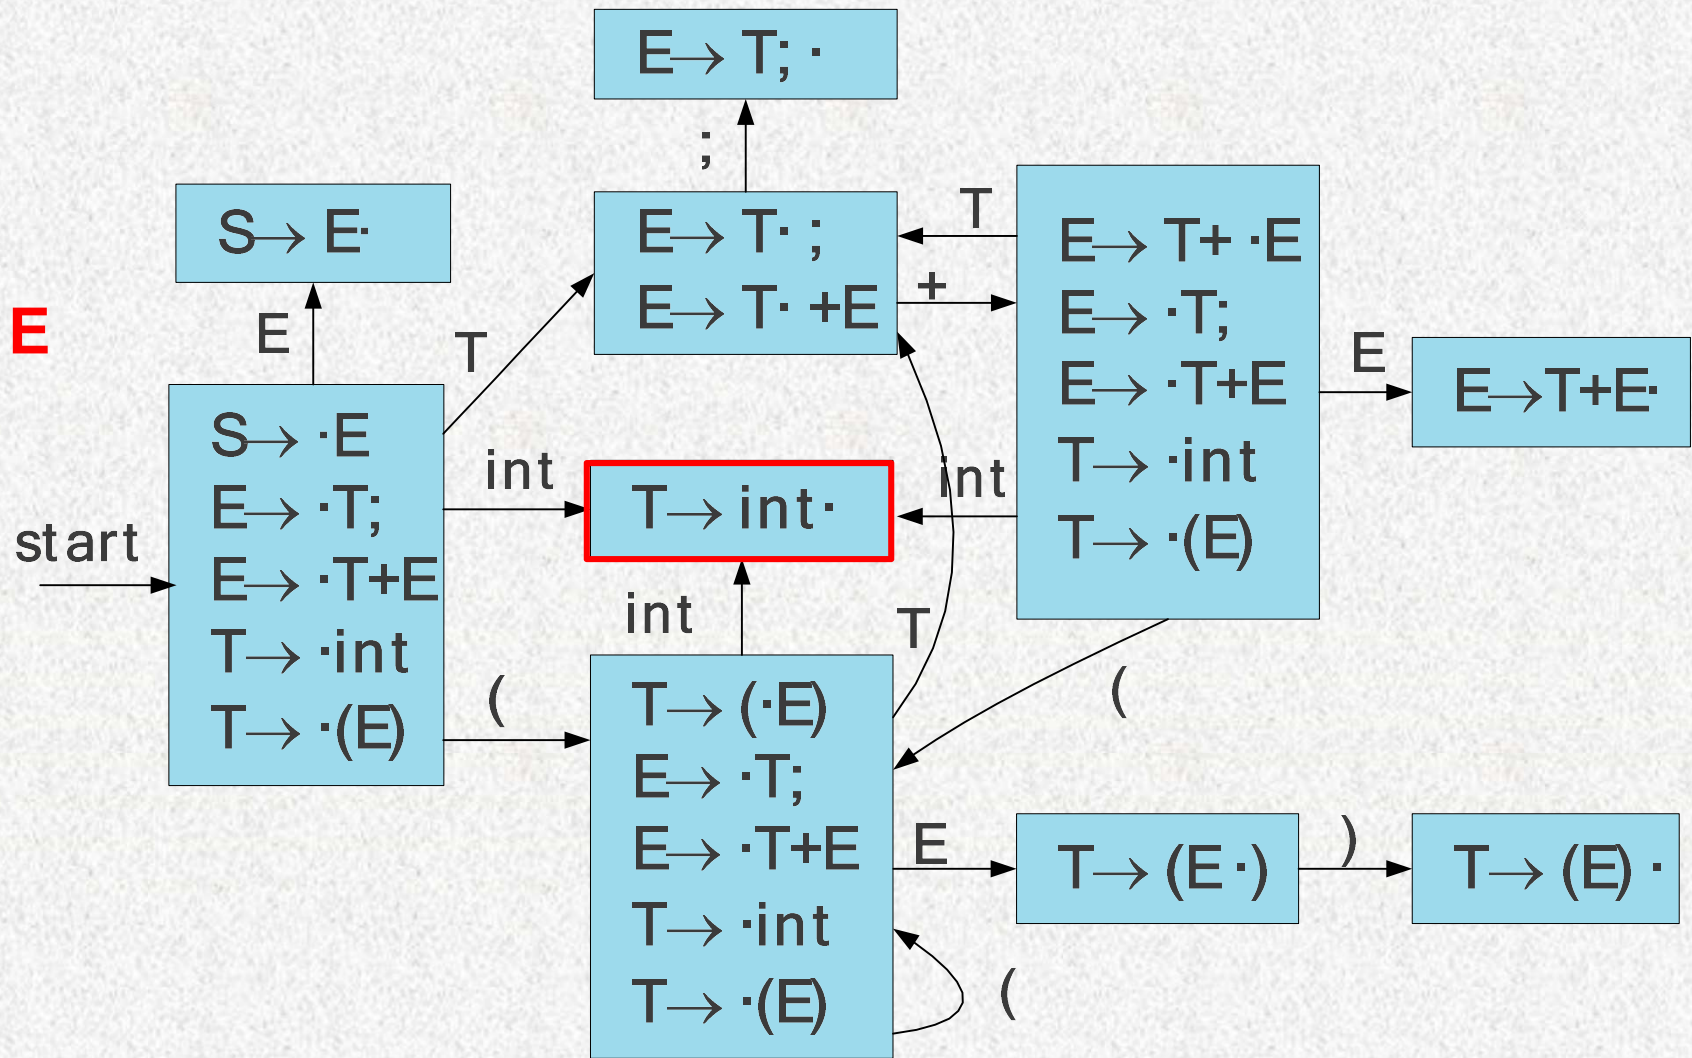 E→ T; ·
;
S→ E·
E→ T· ;
E→ T· +E
T
+
E→ T+ ·E
E→ ·T;
E→ ·T+E
T→ ·int
T→ ·(E)
E
E
T
E
E→T+E·
start
S→ ·E
E→ ·T;
E→ ·T+E
T→ ·int
T→ ·(E)
int
T→ int·
int
int
T
(
(
T→ (·E)
E→ ·T;
E→ ·T+E
T→ ·int
T→ ·(E)
E
T→ (E ·)
)
T→ (E) ·
(